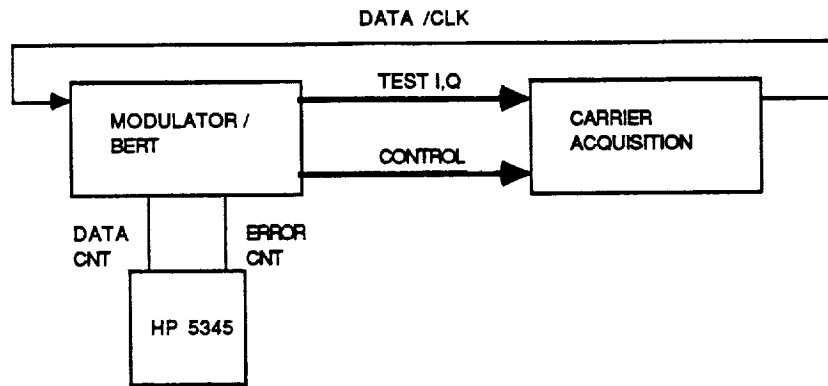 DATA /CLK
TEST I,Q
MODULATOR /
BERT
CARRIER
ACQUISITION
CONTROL
DATA
CNT
ERROR
CNT
HP 5345